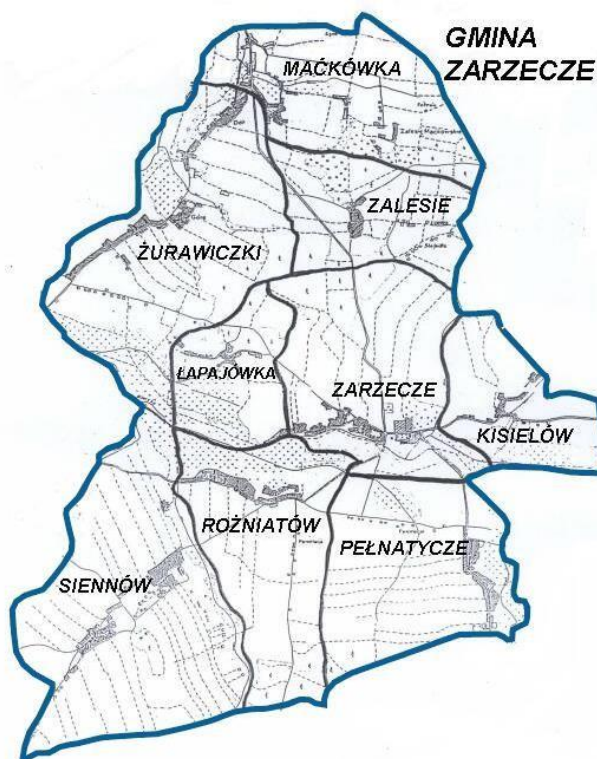 GMINA
ZARZECZE
MAĆKÓWKA
ZALESIE
ŻURAWICZKI
ŁAPAJÓWKA
ZARZECZE
KISIELÓW
ROŻNIATÓW
PEŁNATYCZE
SIENNÓW